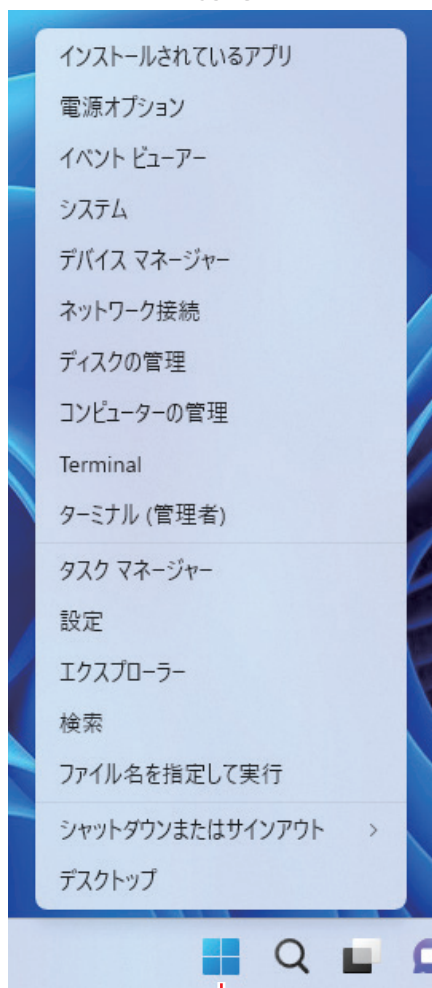 インストールされているアプリ
電源オプション
イベント ビューアー
システム
デバイス マネージャー
ネットワーク接続
ディスクの管理
コンピューターの管理
Terminal
ターミナル (管理者)
タスク マネージャー
設定
エクスプローラー
検索
ファイル名を指定して実行
シャットダウンまたはサインアウト
デスクトップ